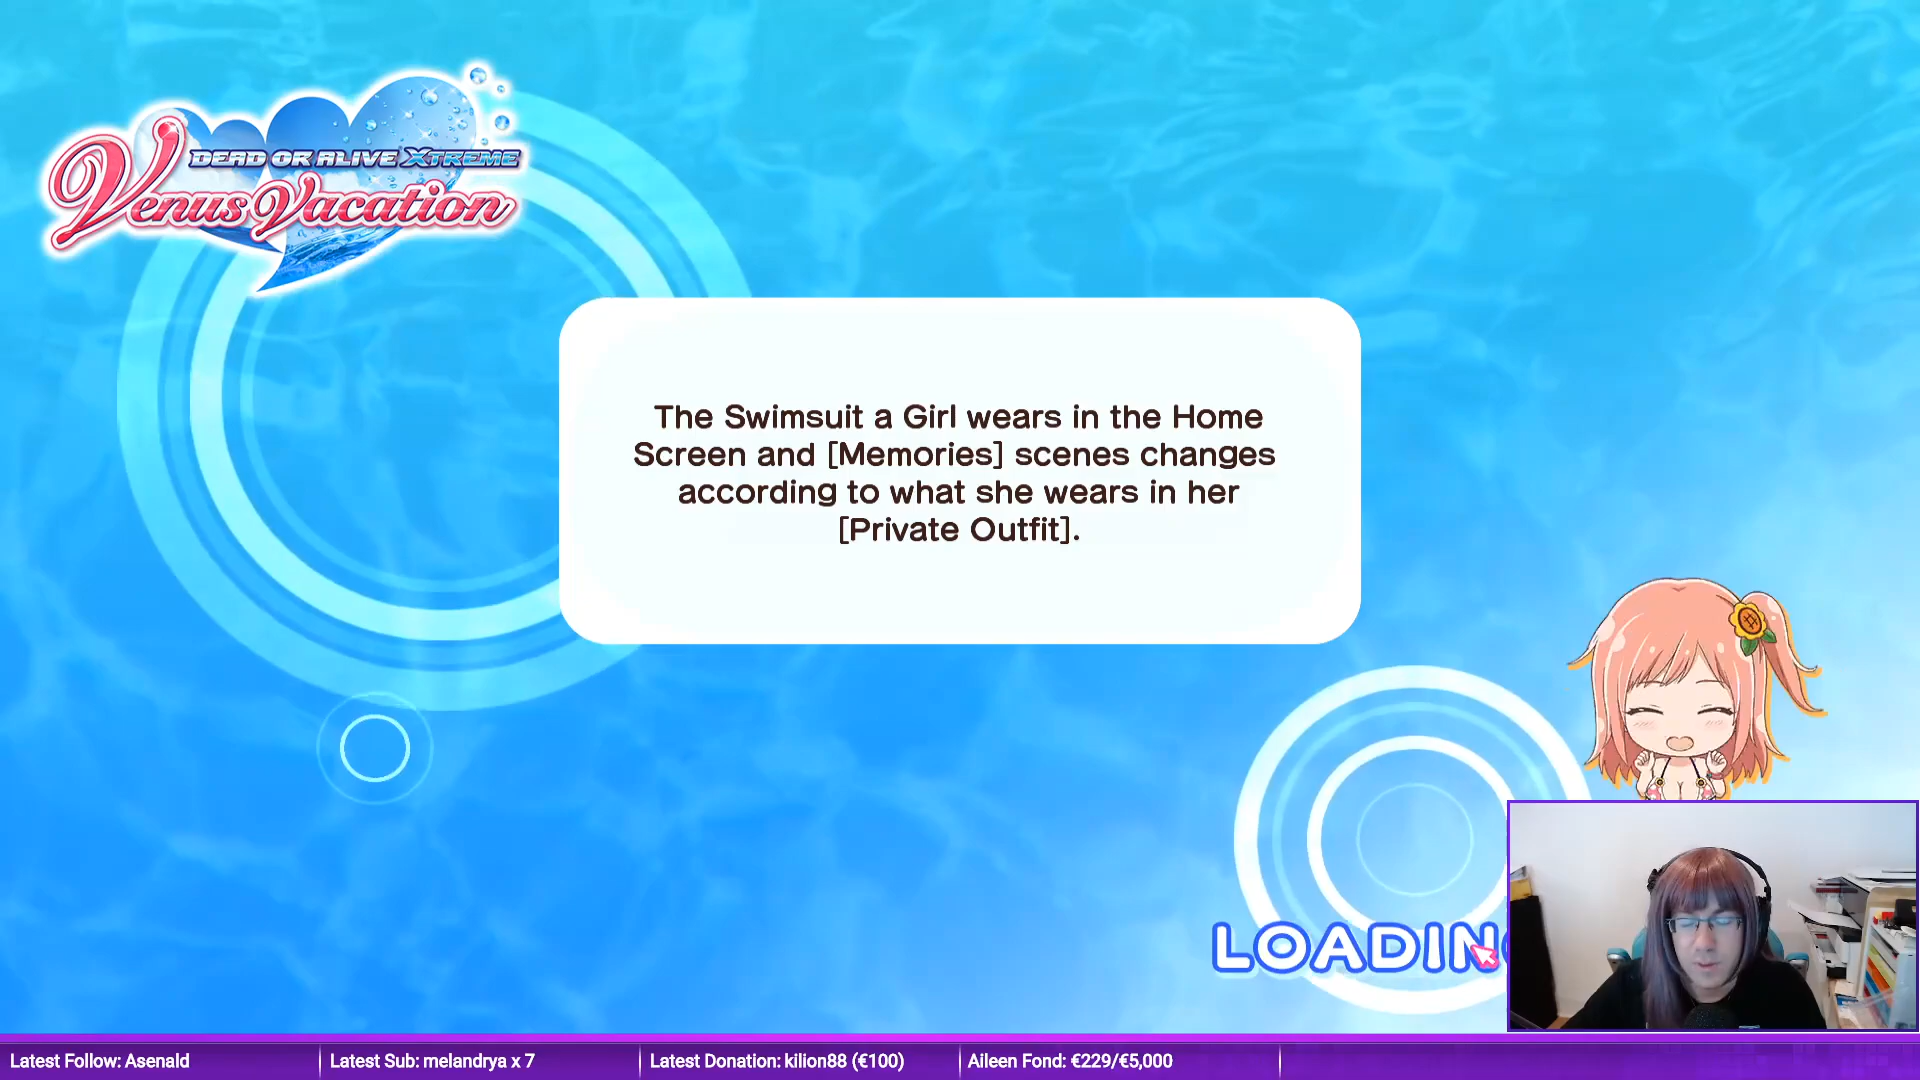 DEAD OR ALIVE XTREME
Venus Vacation
The Swimsuit a Girl wears in the Home
Screen and [Memories] scenes changes
according to what she wears in her
[Private Outfit].
LOADING
Latest Follow: Asenald
Latest Sub: melandrya x 7
Latest Donation: kilion88 (€100)
Aileen Fond: €229/€5,000